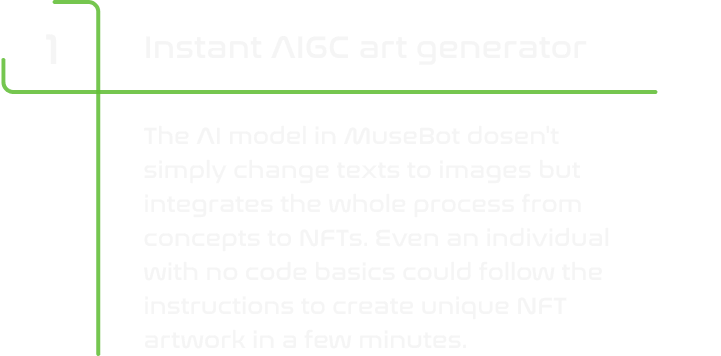 1
Instant AIGC art generator
The AI model in MuseBot dosen't
simply change texts to images but
integrates the whole process from
concepts to NFTs. Even an individual
with no code basics could follow the
instructions to create unique NFT
artwork in a few minutes.